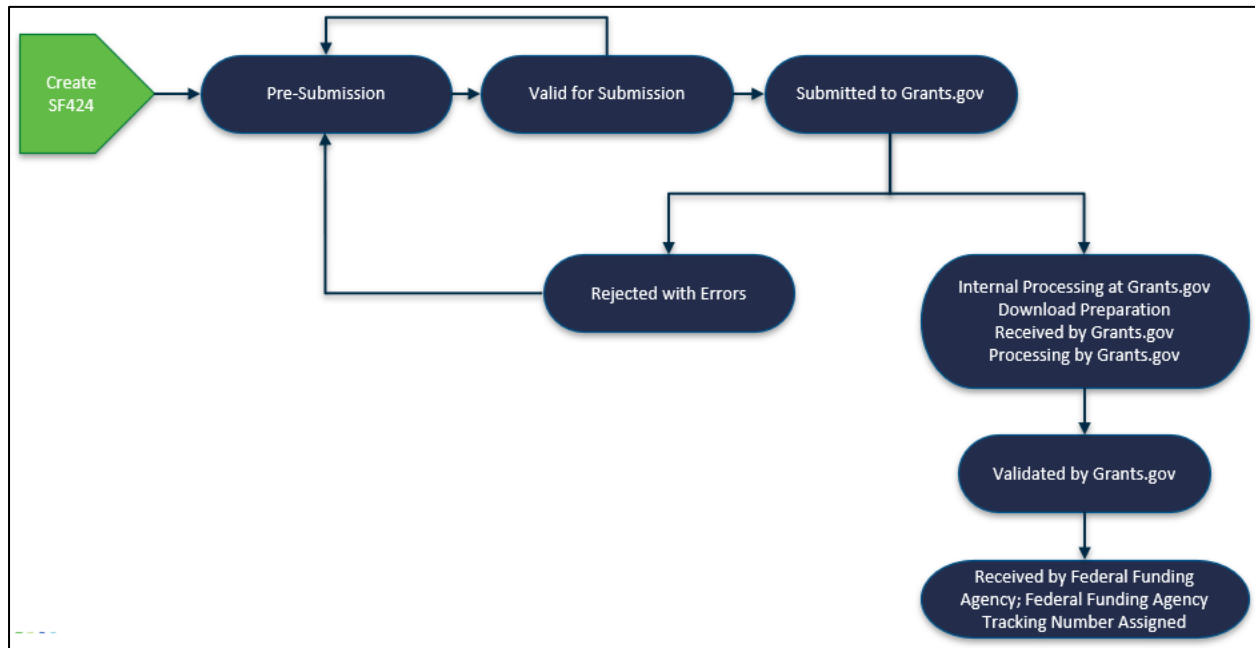 Create
SF424
Pre-Submission
Valid for Submission
Submitted to Grants.gov
Rejected with Errors
Internal Processing at Grants.gov
Download Preparation
Received by Grants.gov
Processing by Grants.gov
Validated by Grants.gov
Received by Federal Funding
Agency; Federal Funding Agency
Tracking Number Assigned